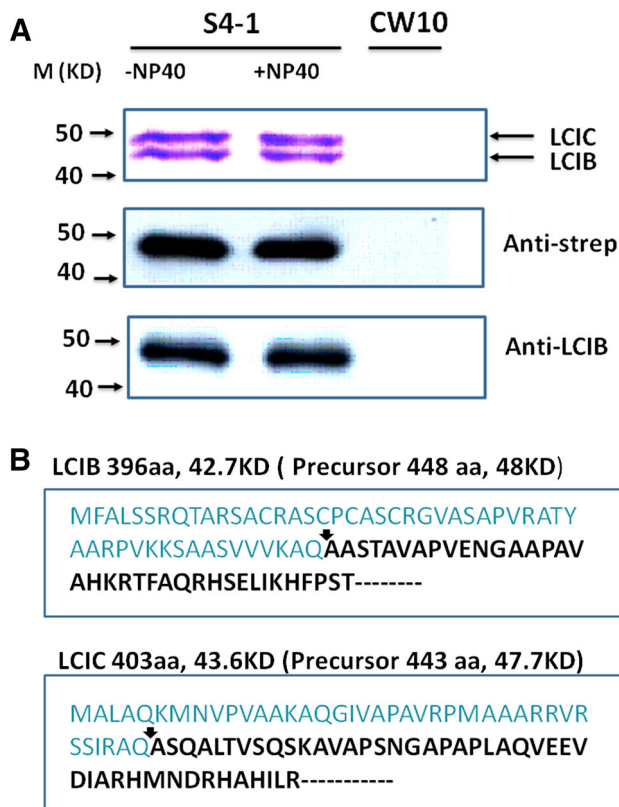 A
S4-1 CW10
M (KD) -NP40 +NP40
50
LCIC
LCIB
40
50
Anti-strep
40
50
Anti-LCIB
40
B
LCIB 396aa, 42.7KD ( Precursor 448 aa, 48KD)
MFALSSRQTARSACRASCPCASCRGVASAPVRATY
AARPVKKSAASVVVKAQAASTAVAPVENGAAPAV
AHKRTFAQRHSELIKHFPST--------
LCIC 403aa, 43.6KD (Precursor 443 aa, 47.7KD)
MALAQKMNVPVAAKAQGIVAPAVRPMAAARRVR
SSIRAQASQALTVSQSKAVAPSNGAPAPLAQVEEV
DIARHMNDRHAHILR-----------